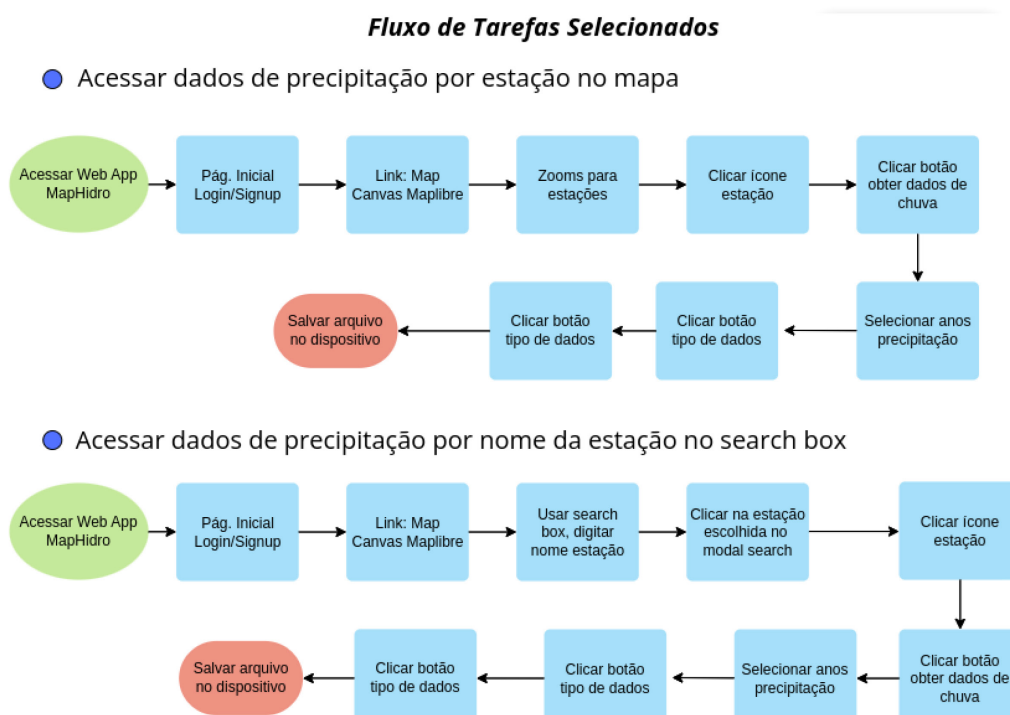 Fluxo de Tarefas Selecionados
Acessar dados de precipitação por estação no mapa
Acessar Web App
MapHidro
Pág. Inicial
Login/Signup
Link: Map
Canvas Maplibre
Zooms para
estações
Clicar ícone
estação
Clicar botão
obter dados de
chuva
Selecionar anos
precipitação
Clicar botão
tipo de dados
Clicar botão
tipo de dados
Salvar arquivo
no dispositivo
Acessar dados de precipitação por nome da estação no search box
Acessar Web App
MapHidro
Pág. Inicial
Login/Signup
Link: Map
Canvas Maplibre
Usar search
box, digitar
nome estação
Clicar na estação
escolhida no
modal search
Clicar ícone
estação
Clicar botão
obter dados de
chuva
Selecionar anos
precipitação
Clicar botão
tipo de dados
Clicar botão
tipo de dados
Salvar arquivo
no dispositivo